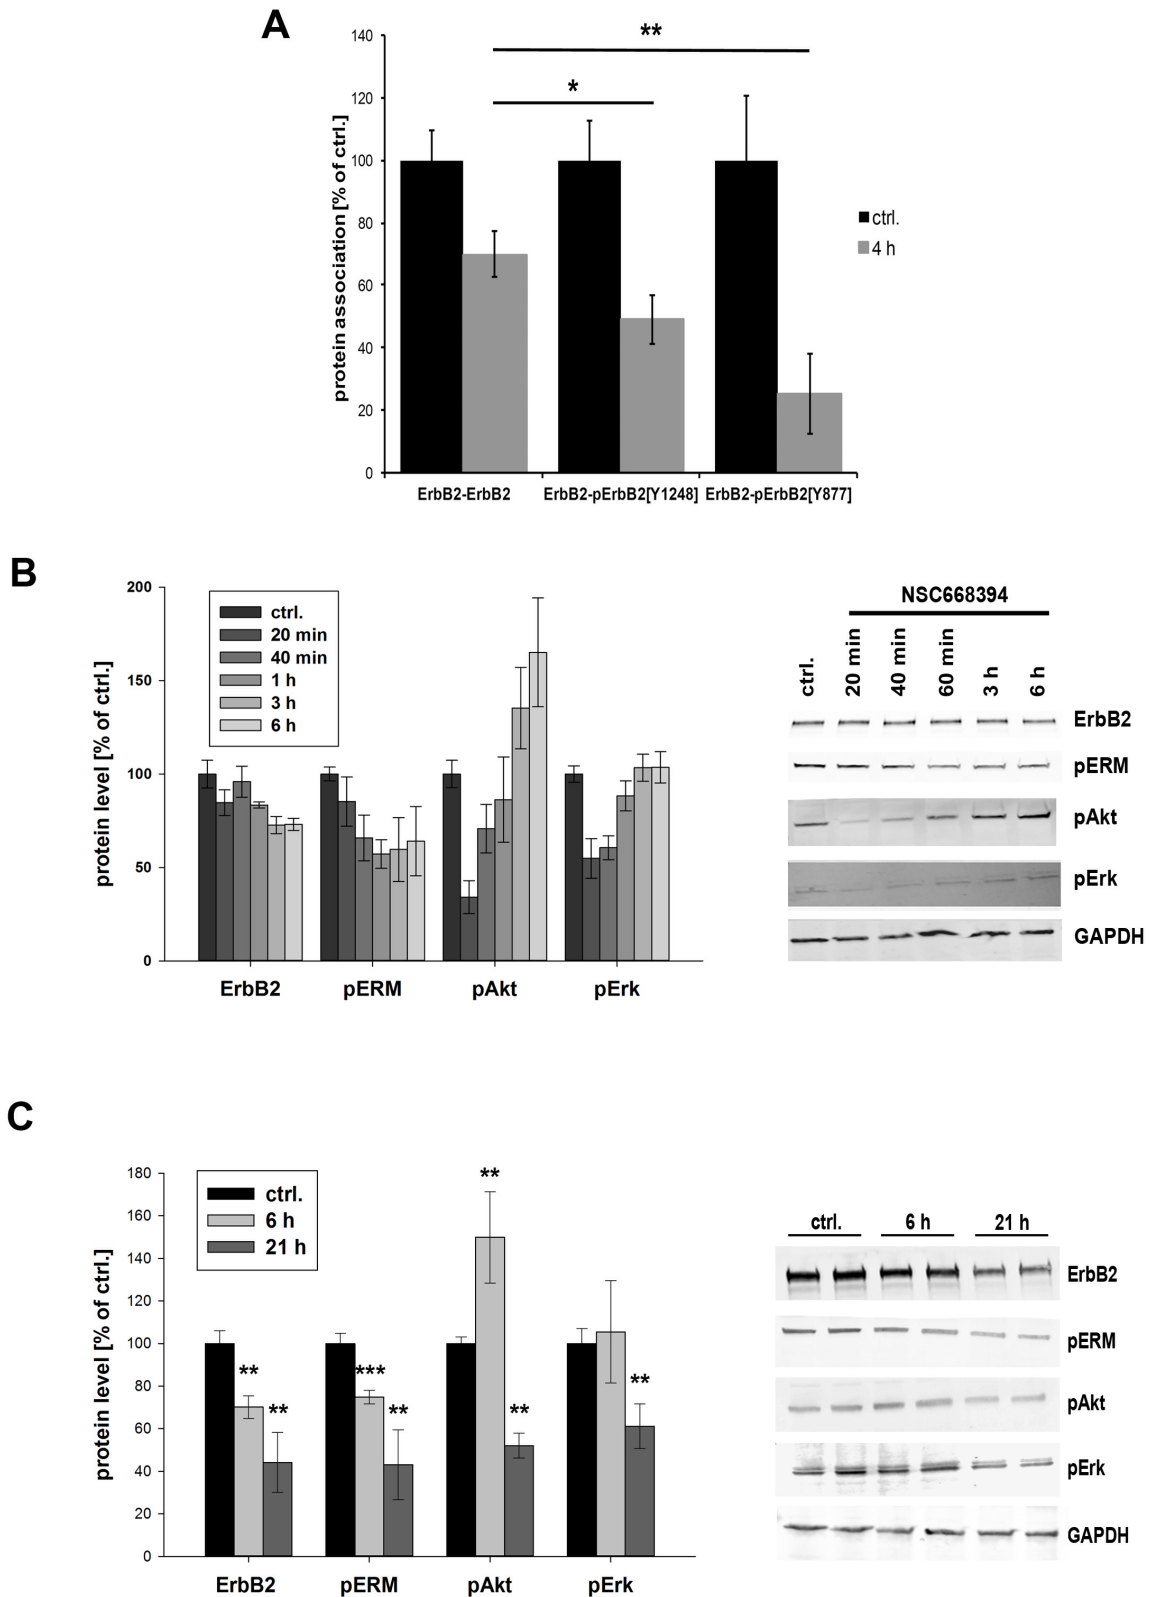 A
140
120
100
80
60
40
20
0
protein association [% of ctrl.]
**
*
ctrl.
4 h
ErbB2-ErbB2
ErbB2-pErbB2[Y1248]
ErbB2-pErbB2[Y877]
B
200
150
100
50
0
protein level [% of ctrl.]
ctrl.
20 min
40 min
1 h
3 h
6 h
ErbB2
pERM
pAkt
pErk
NSC668394
ctrl.
20 min
40 min
60 min
3 h
6 h
ErbB2
pERM
pAkt
pErk
GAPDH
C
180
160
140
120
100
80
60
40
20
0
protein level [% of ctrl.]
ctrl.
6 h
21 h
**
**
***
**
**
**
**
ErbB2
pERM
pAkt
pErk
ctrl.
6 h
21 h
ErbB2
pERM
pAkt
pErk
GAPDH